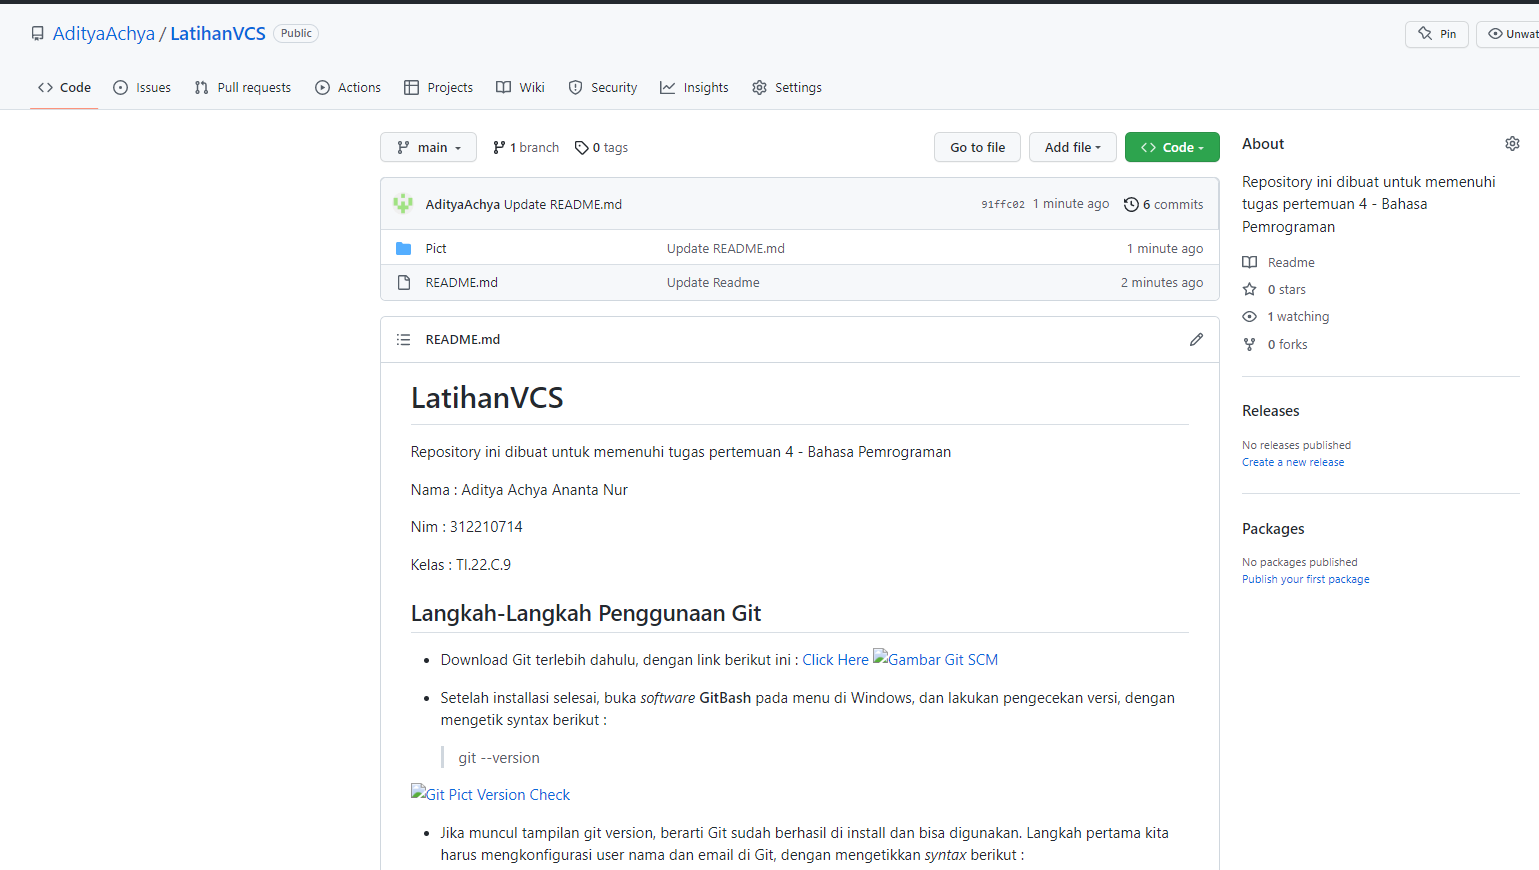 AdityaAchya / LatihanVCS Public
Pin
Unwat
Code
Issues
Pull requests
Actions
Projects
Wiki
Security
Insights
Settings
main
1 branch
0 tags
Go to file
Add file
Code
AdityaAchya Update README.md
91ffc02 1 minute ago
6 commits
Pict
Update README.md
1 minute ago
README.md
Update Readme
2 minutes ago
README.md
LatihanVCS
Repository ini dibuat untuk memenuhi tugas pertemuan 4 - Bahasa Pemrograman
Nama : Aditya Achya Ananta Nur
Nim : 312210714
Kelas : TI.22.C.9
Langkah-Langkah Penggunaan Git
Download Git terlebih dahulu, dengan link berikut ini : Click Here Gambar Git SCM
Setelah installasi selesai, buka software GitBash pada menu di Windows, dan lakukan pengecekan versi, dengan
mengetik syntax berikut :
git --version
Git Pict Version Check
Jika muncul tampilan git version, berarti Git sudah berhasil di install dan bisa digunakan. Langkah pertama kita
harus mengkonfigurasi user nama dan email di Git, dengan mengetikkan syntax berikut :
About
Repository ini dibuat untuk memenuhi
tugas pertemuan 4 - Bahasa
Pemrograman
Readme
0 stars
1 watching
0 forks
Releases
No releases published
Create a new release
Packages
No packages published
Publish your first package